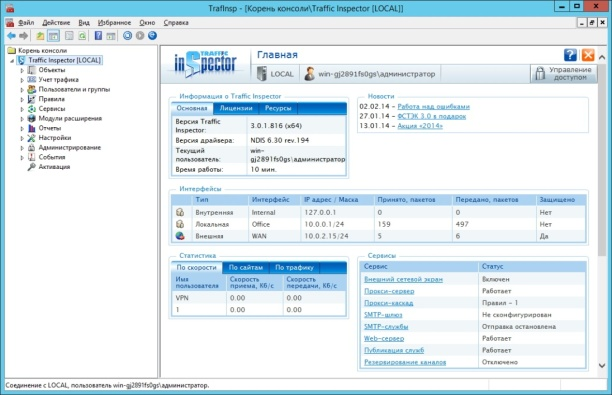 TrafInsp - [Корень консоли\Traffic Inspector [LOCAL]]
Файл Действие Вид Избранное Окно Справка
Корень консоли
Traffic Inspector [LOCAL]
Объекты
Учет трафика
Пользователи и группы
Правила
Сервисы
Модули расширения
Отчеты
Настройки
Администрирование
События
Активация
TRAFFIC
inspector
Главная
LOCAL
win-gj2891fs0gs\администратор
Управление
доступом
Информация о Traffic Inspector
Основная Лицензии Ресурсы
Версия Traffic
Inspector: 3.0.1.816 (x64)
Версия драйвера: NDIS 6.30 rev.194
Текущий win-
пользователь: gj2891fs0gs\администратор
Время работы: 10 мин.
Новости
02.02.14 - Работа над ошибками
27.01.14 - ФСТЭК 3.0 в подарок
13.01.14 - Акция «2014»
Интерфейсы
Тип Интерфейс IP адрес / Маска Принято, пакетов Передано, пакетов Защищено
Внутренняя Internal 127.0.0.1 0 0 Нет
Локальная Office 10.0.0.1/24 159 497 Нет
Внешняя WAN 10.0.2.15/24 5 6 Да
Статистика
По скорости По сайтам По трафику
Имя Скорость Скорость
пользователя приема, Кб/с передачи, Кб/с
VPN 0.00 0.00
1 0.00 0.00
Сервисы
Сервис Статус
Внешний сетевой экран Включен
Прокси-сервер Работает
Прокси-каскад Правил - 1
SMTP-шлюз Не сконфигурирован
SMTP-службы Отправка остановлена
Web-сервер Работает
Публикация служб Работает
Резервирование каналов Отключено
Соединение с LOCAL, пользователь win-gj2891fs0gs\администратор.